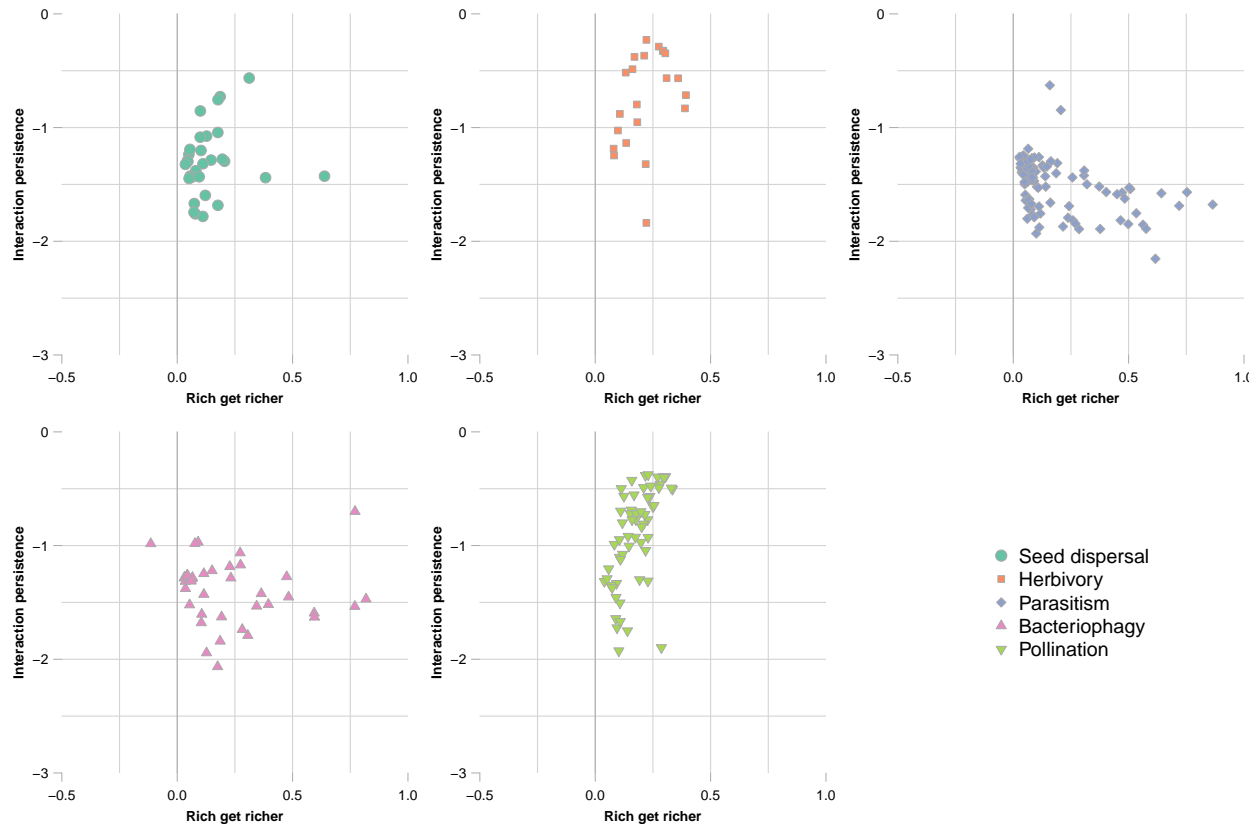 0
−1
−2
−3
−0.5
0.0
0.5
1.0
Rich get richer
Interaction persistence
0
−1
−2
−3
−0.5
0.0
0.5
1.0
Rich get richer
Interaction persistence
0
−1
−2
−3
−0.5
0.0
0.5
1.0
Rich get richer
Interaction persistence
0
−1
−2
−3
−0.5
0.0
0.5
1.0
Rich get richer
Interaction persistence
0
−1
−2
−3
−0.5
0.0
0.5
1.0
Rich get richer
Interaction persistence
Seed dispersal
Herbivory
Parasitism
Bacteriophagy
Pollination